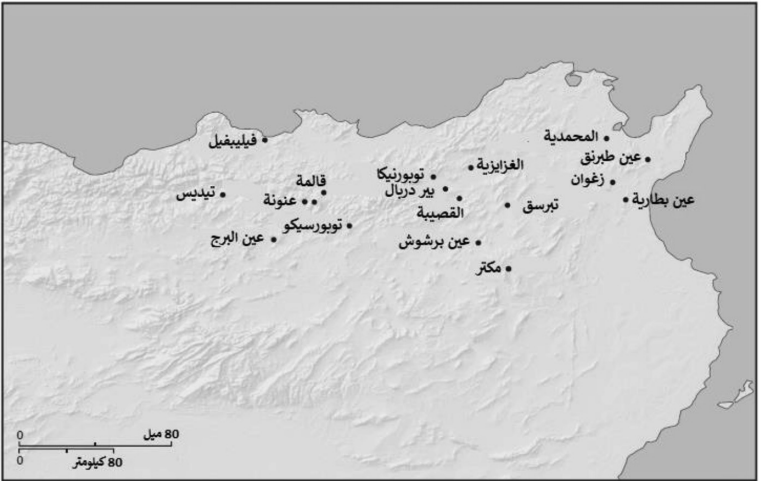 المحمدية
فيليبفيل
عين طبرنق
الغزايزية
توبورنيكا
زغوان
قالمة
بير دربال
تيديس
عنونة
عين بطارية
تبرسق
القصيبة
توبورسيكو
عين البرج
عين برشوش
مكثر
80 ميل
0
80 كيلومتر
0